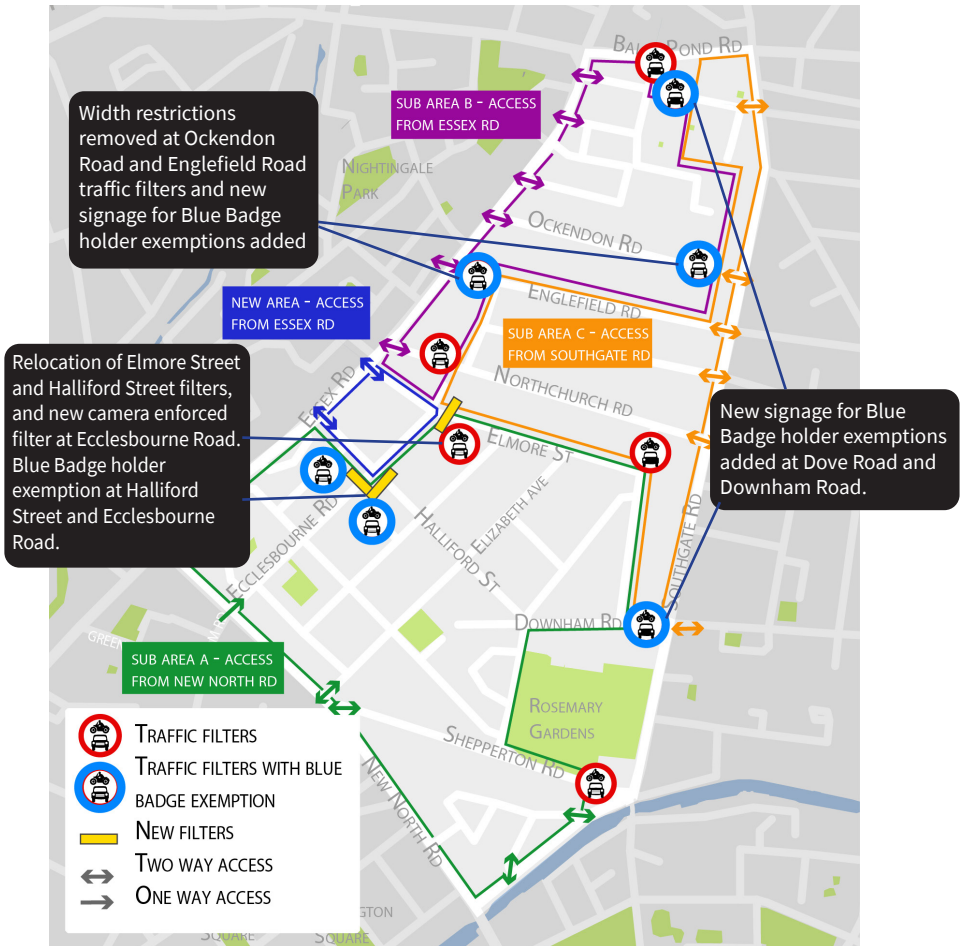 BALLS POND RD
SUB AREA B - ACCESS
FROM ESSEX RD
Width restrictions
removed at Ockendon
Road and Englefield Road
traffic filters and new
signage for Blue Badge
holder exemptions added
NIGHTINGALE
PARK
OCKENDON RD
NEW AREA - ACCESS
FROM ESSEX RD
ENGLEFIELD RD
SUB AREA C - ACCESS
FROM SOUTHGATE RD
Relocation of Elmore Street
and Halliford Street filters,
and new camera enforced
filter at Ecclesbourne Road.
Blue Badge holder
exemption at Halliford
Street and Ecclesbourne
Road.
ESSEX RD
NORTHCHURCH RD
New signage for Blue
Badge holder exemptions
added at Dove Road and
Downham Road.
ELMORE ST
ELIZABETH AVE
HALLIFORD ST
ECCLESBOURNE RD
SOUTHGATE RD
DOWNHAM RD
GREEN
SUB AREA A - ACCESS
FROM NEW NORTH RD
ROSEMARY
GARDENS
SHEPPERTON RD
NEW NORTH RD
TRAFFIC FILTERS
TRAFFIC FILTERS WITH BLUE
BADGE EXEMPTION
NEW FILTERS
TWO WAY ACCESS
ONE WAY ACCESS
NGTON
SQUARE
SQUARE